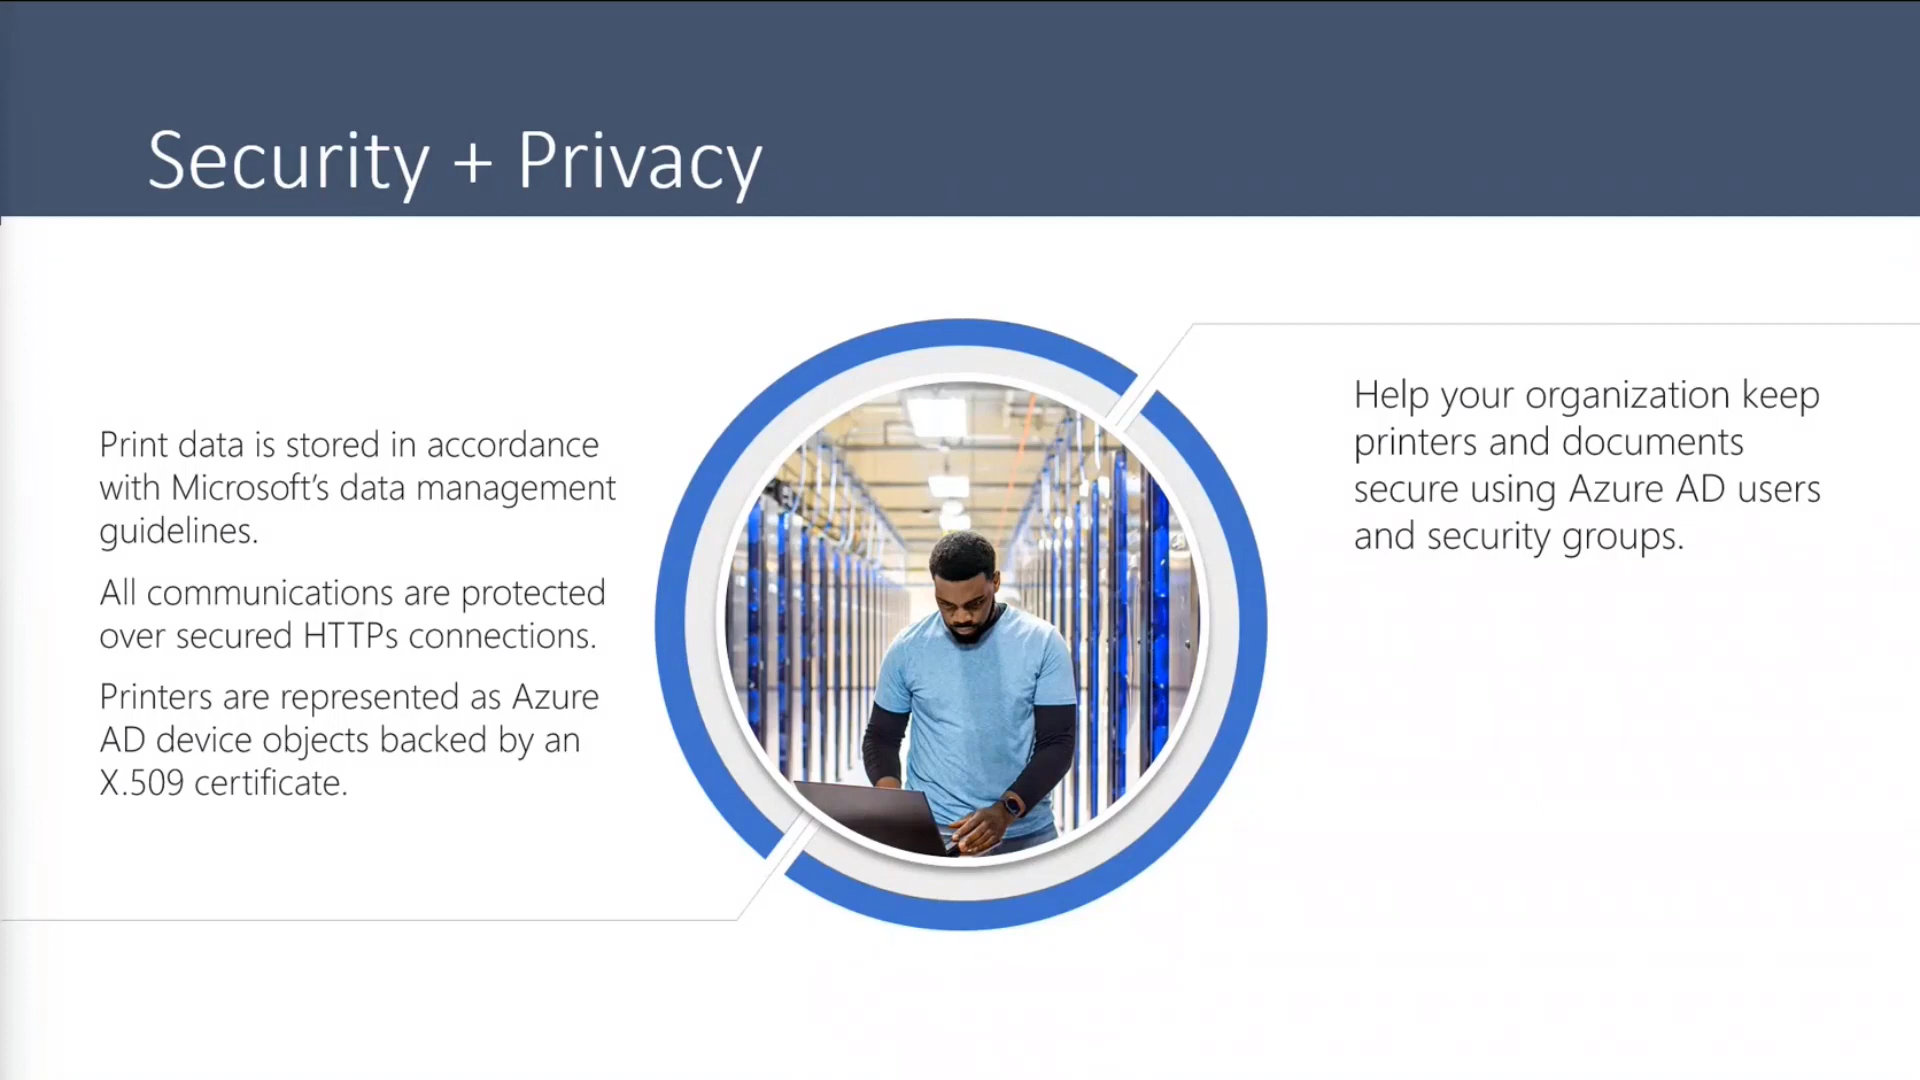 Security + Privacy
Print data is stored in accordance
with Microsoft's data management
guidelines.
All communications are protected
over secured HTTPs connections.
Printers are represented as Azure
AD device objects backed by an
X.509 certificate.
Help your organization keep
printers and documents
secure using Azure AD users
and security groups.